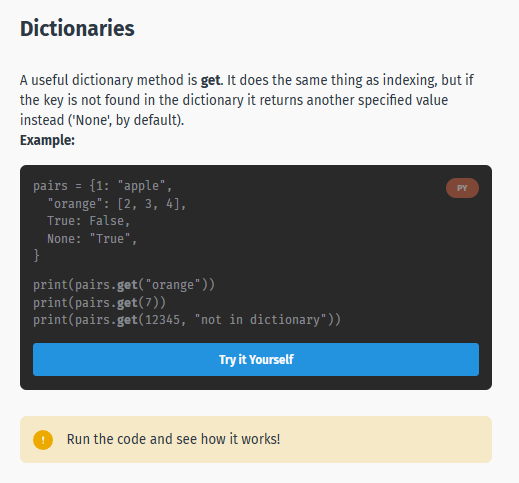 Dictionaries
A useful dictionary method is get. It does the same thing as indexing, but if
the key is not found in the dictionary it returns another specified value
instead ('None', by default).
Example:
PY
pairs = {1: "apple",
  "orange": [2, 3, 4],
  True: False,
  None: "True",
}
print(pairs.get("orange"))
print(pairs.get(7))
print(pairs.get(12345, "not in dictionary"))
Try it Yourself
! Run the code and see how it works!